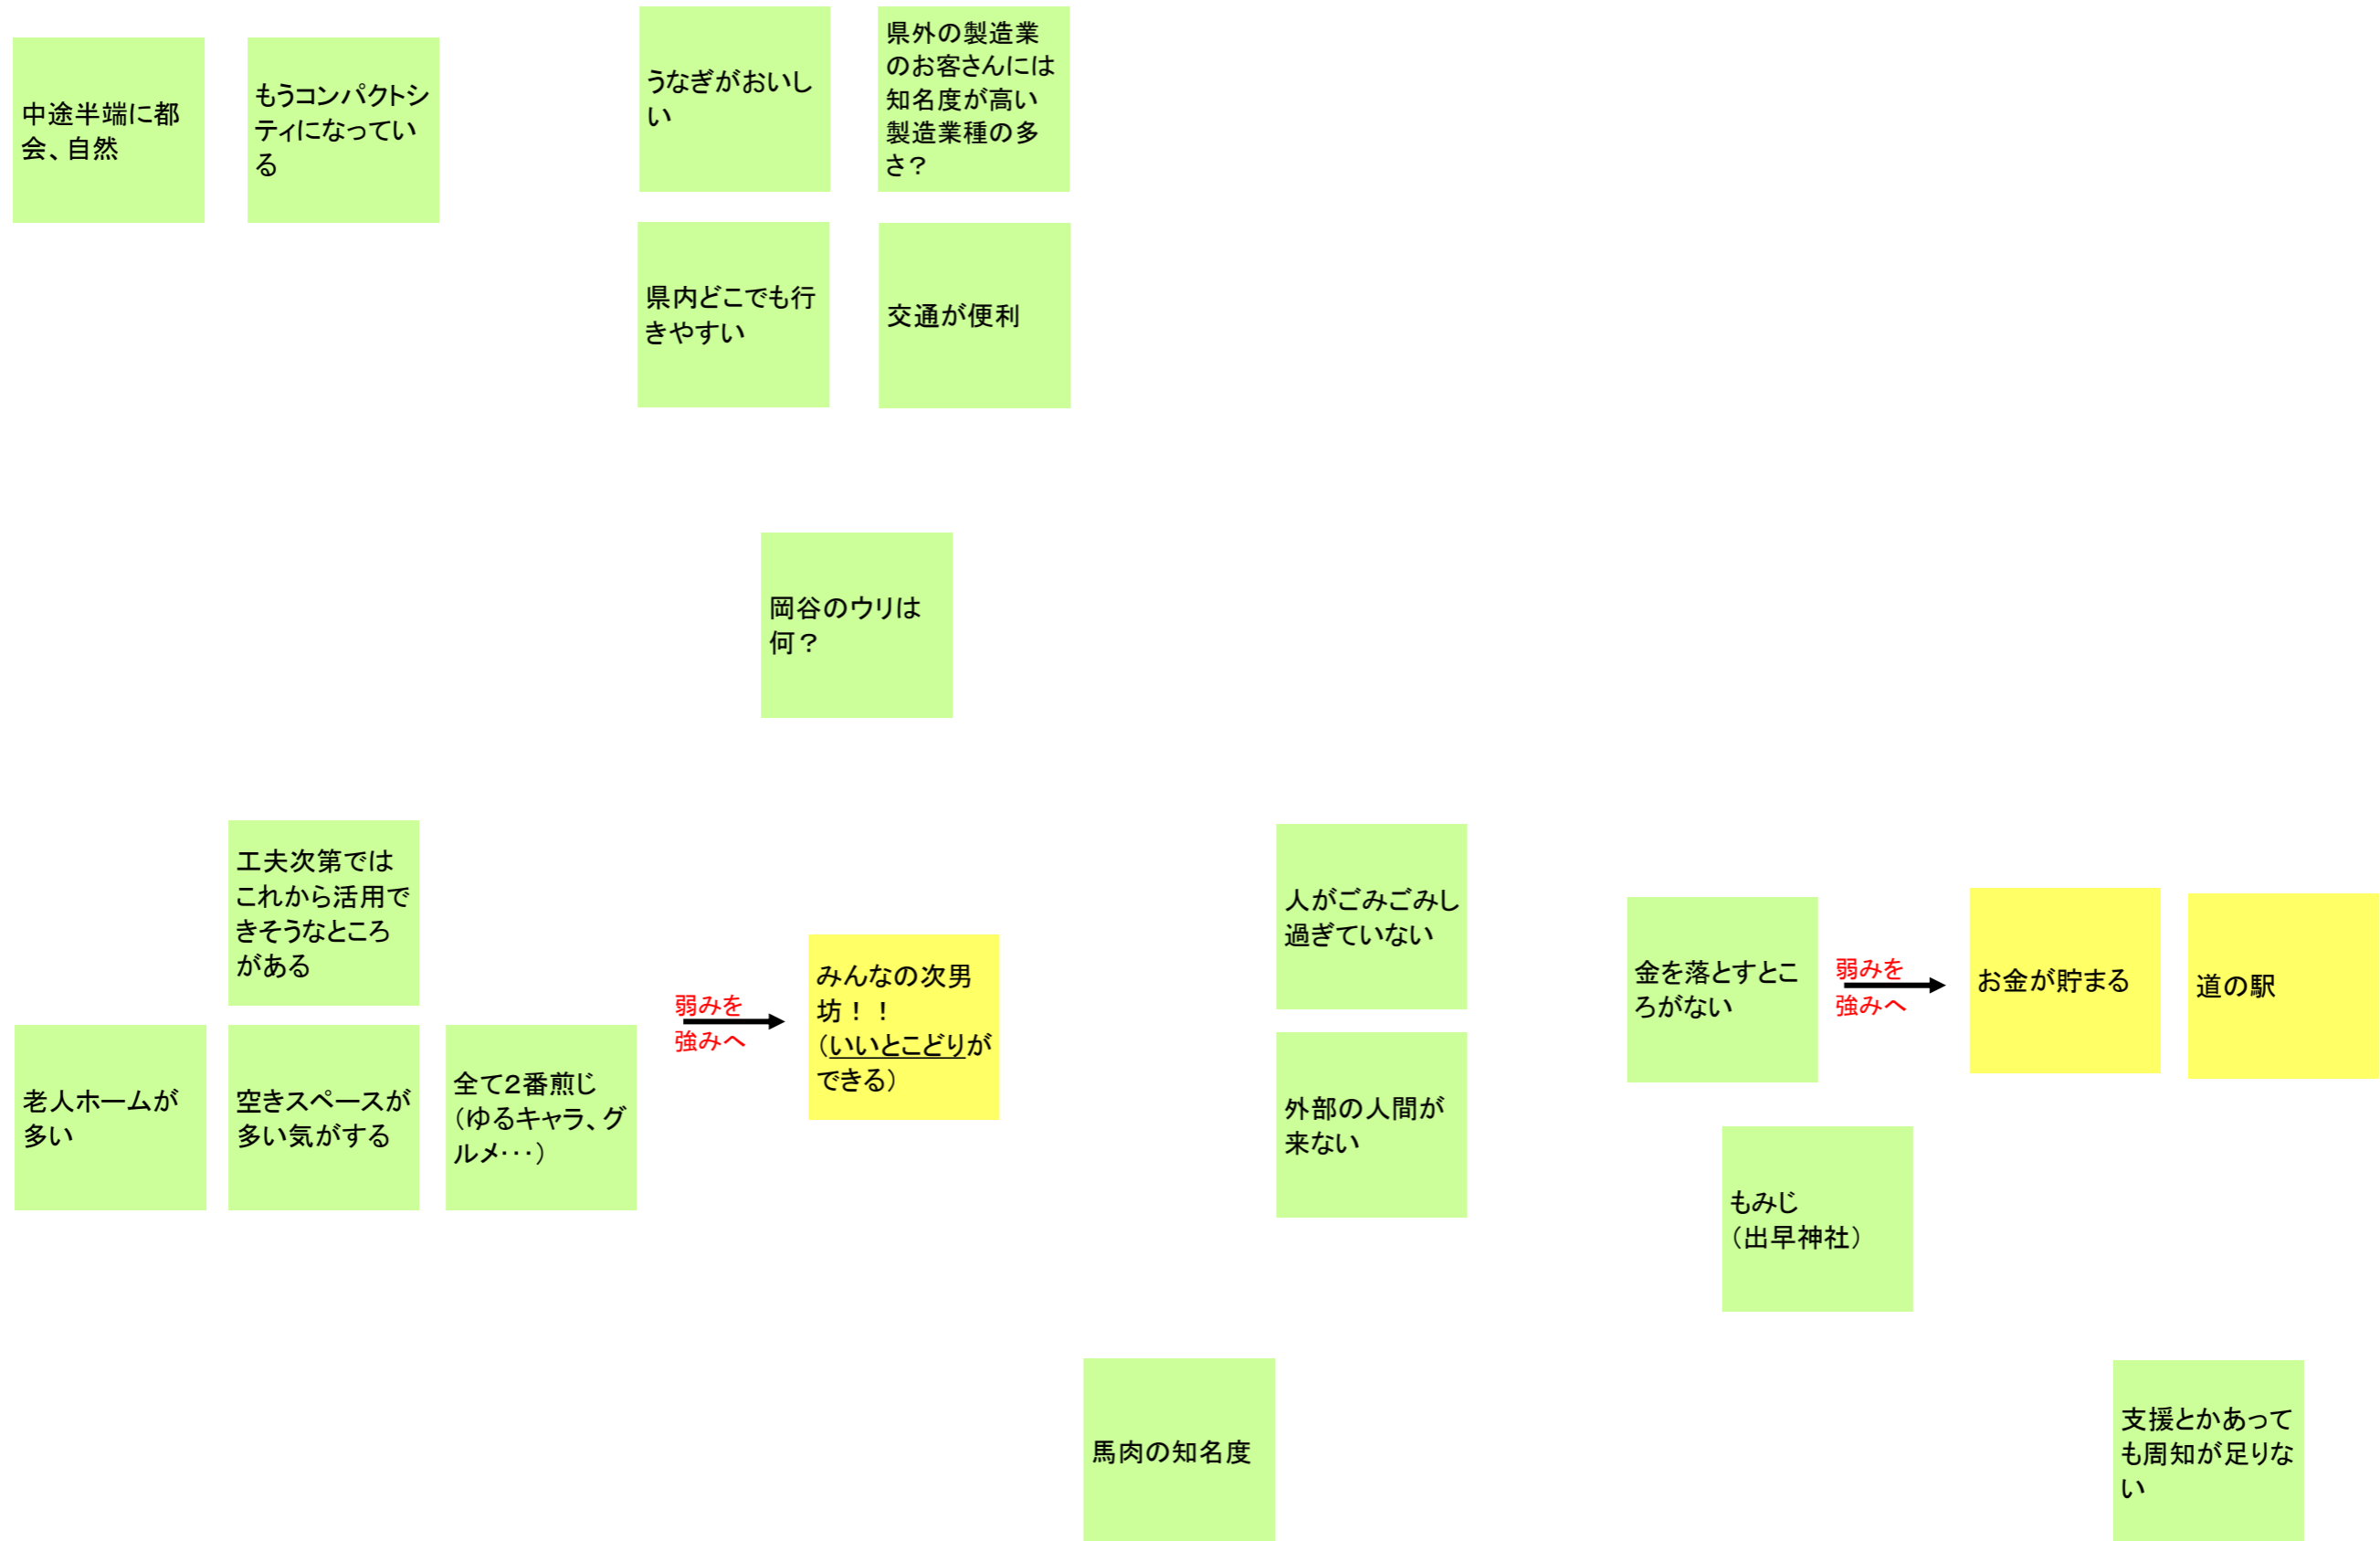 中途半端に都
会、自然
もうコンパクトシ
ティになってい
る
うなぎがおいし
い
県外の製造業
のお客さんには
知名度が高い
製造業種の多
さ？
県内どこでも行
きやすい
交通が便利
岡谷のウリは
何？
工夫次第では
これから活用で
きそうなところ
がある
老人ホームが
多い
空きスペースが
多い気がする
全て２番煎じ
（ゆるキャラ、グ
ルメ･･･）
弱みを
強みへ
みんなの次男
坊！！
（いいとこどりが
できる）
人がごみごみし
過ぎていない
外部の人間が
来ない
金を落とすとこ
ろがない
弱みを
強みへ
お金が貯まる
道の駅
もみじ
（出早神社）
馬肉の知名度
支援とかあって
も周知が足りな
い